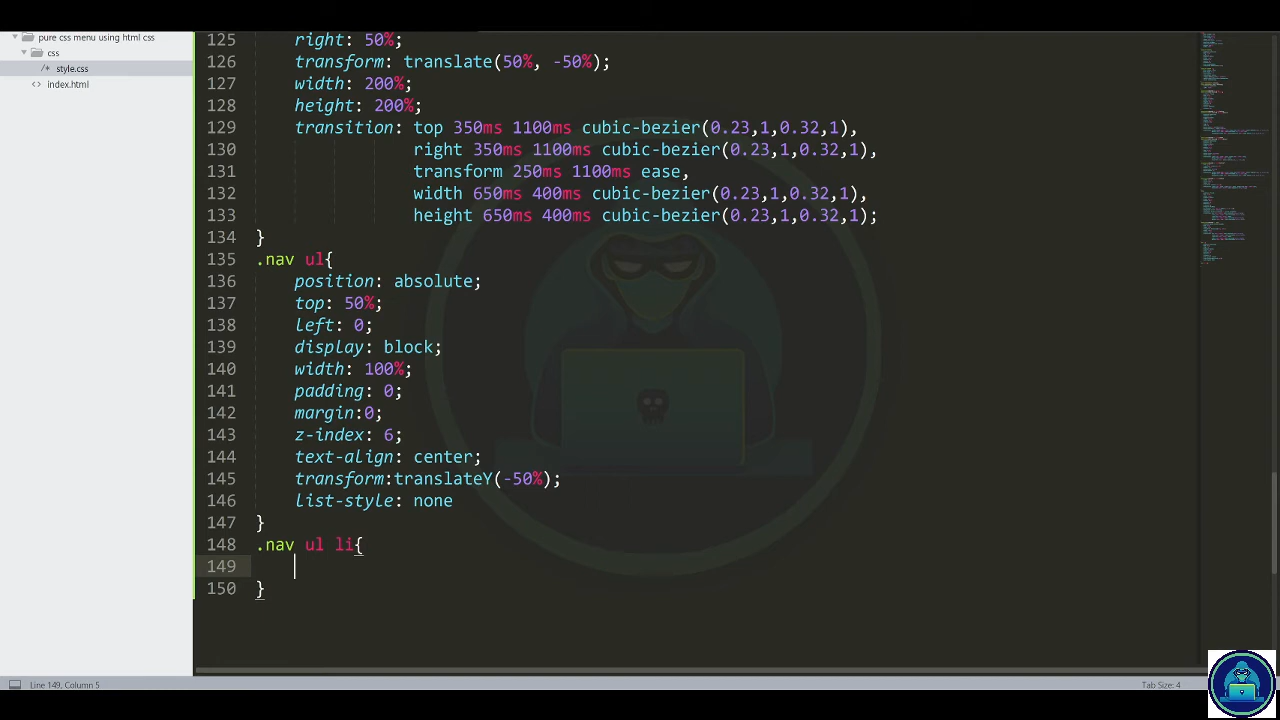 pure css menu using html css
css
/* style.css
<> index.html
125 right: 50%;
126 transform: translate(50%, -50%);
127 width: 200%;
128 height: 200%;
129 transition: top 350ms 1100ms cubic-bezier(0.23,1,0.32,1),
130 right 350ms 1100ms cubic-bezier(0.23,1,0.32,1),
131 transform 250ms 1100ms ease,
132 width 650ms 400ms cubic-bezier(0.23,1,0.32,1),
133 height 650ms 400ms cubic-bezier(0.23,1,0.32,1);
134 }
135 .nav ul{
136 position: absolute;
137 top: 50%;
138 left: 0;
139 display: block;
140 width: 100%;
141 padding: 0;
142 margin:0;
143 z-index: 6;
144 text-align: center;
145 transform:translateY(-50%);
146 list-style: none
147 }
148 .nav ul li{
149
150 }
Line 149, Column 5
Tab Size: 4